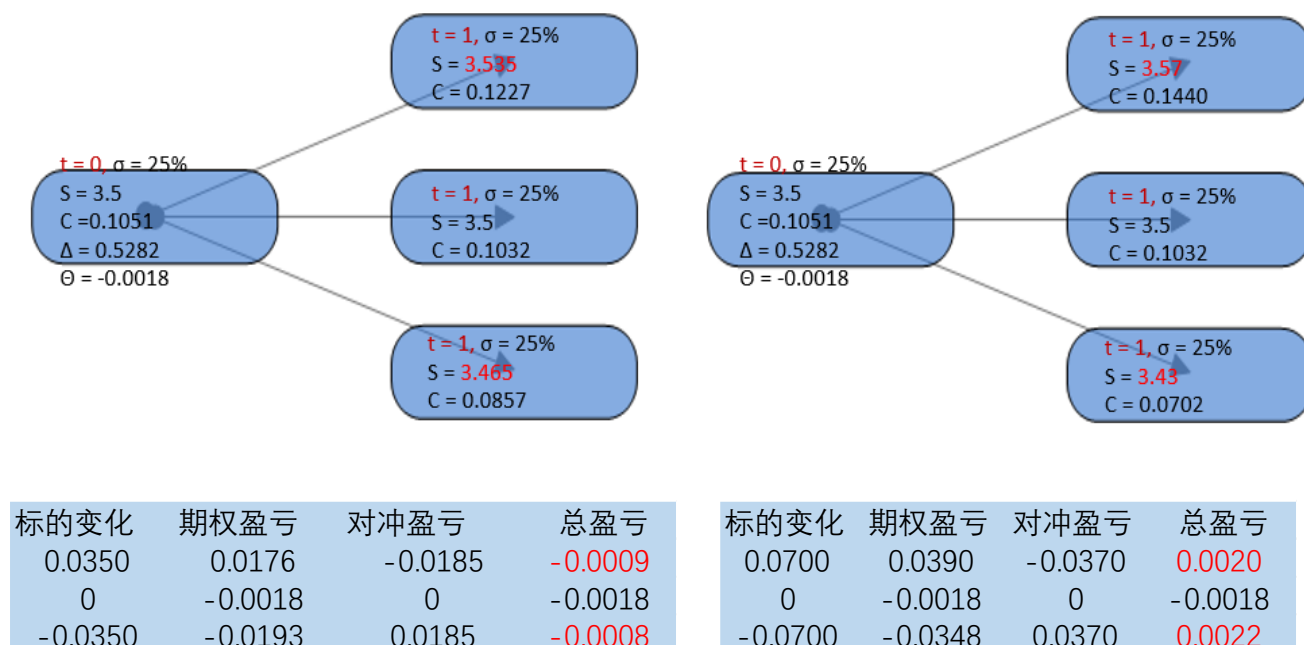 t = 1, σ = 25%
S = 3.535
C = 0.1227
t = 0, σ = 25%
S = 3.5
C =0.1051
Δ = 0.5282
Θ = -0.0018
t = 1, σ = 25%
S = 3.5
C = 0.1032
t = 1, σ = 25%
S = 3.465
C = 0.0857
t = 1, σ = 25%
S = 3.57
C = 0.1440
t = 0, σ = 25%
S = 3.5
C =0.1051
Δ = 0.5282
Θ = -0.0018
t = 1, σ = 25%
S = 3.5
C = 0.1032
t = 1, σ = 25%
S = 3.43
C = 0.0702
标的变化 期权盈亏 对冲盈亏 总盈亏
0.0350 0.0176 -0.0185 -0.0009
0 -0.0018 0 -0.0018
-0.0350 -0.0193 0.0185 -0.0008
标的变化 期权盈亏 对冲盈亏 总盈亏
0.0700 0.0390 -0.0370 0.0020
0 -0.0018 0 -0.0018
-0.0700 -0.0348 0.0370 0.0022